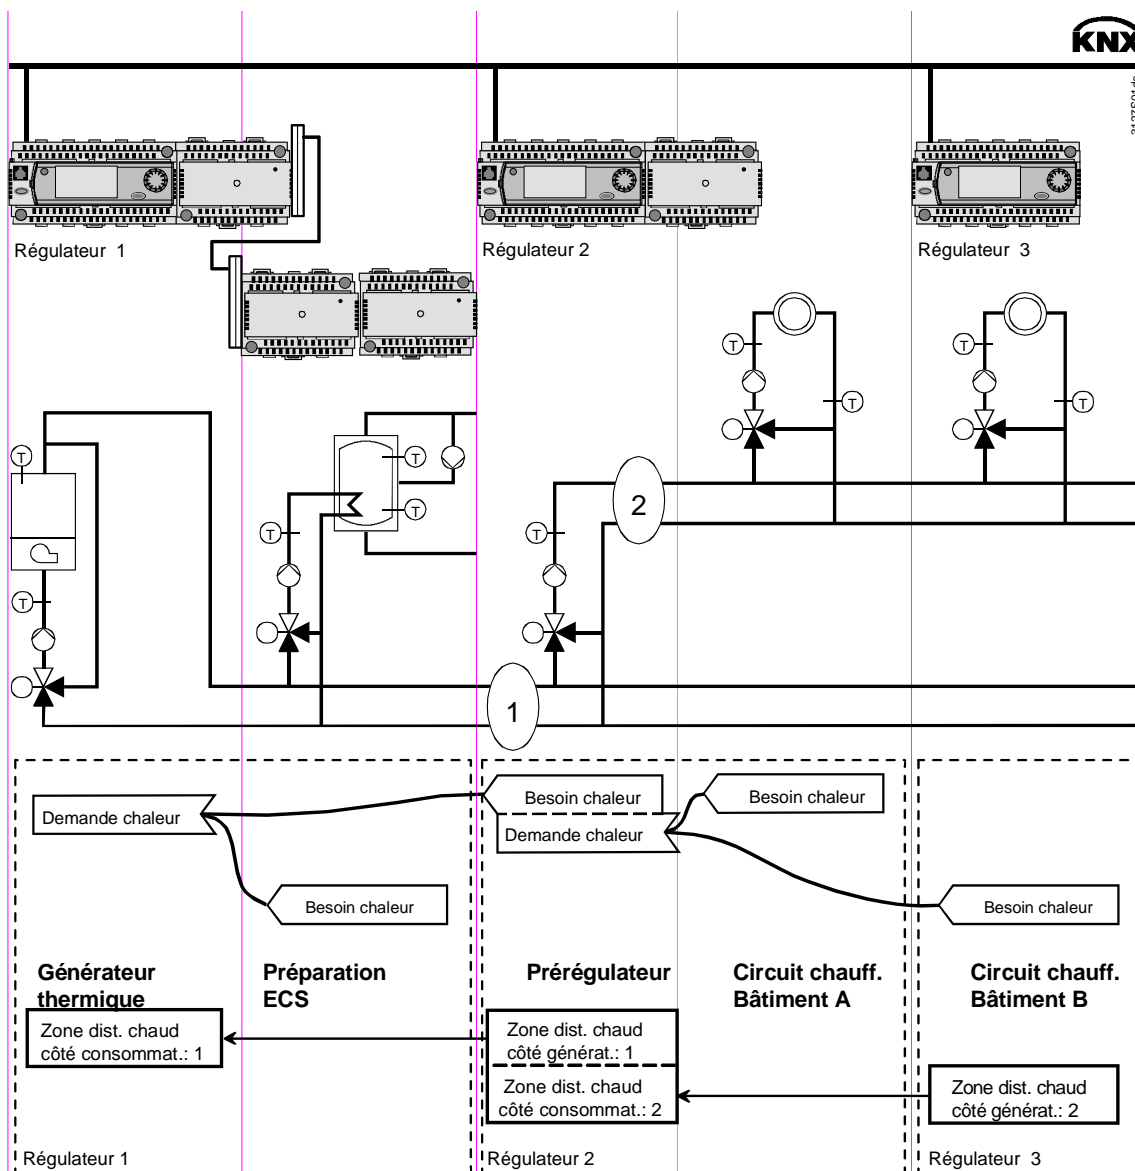 KNX
Régulateur 1
Régulateur 2
Régulateur 3
T
T
T
T
T
T
T
T
T
T
T
2
1
Besoin chaleur
Besoin chaleur
Demande chaleur
Demande chaleur
Besoin chaleur
Besoin chaleur
Générateur
thermique
Préparation
ECS
Prérégulateur
Circuit chauff.
Bâtiment A
Circuit chauff.
Bâtiment B
Zone dist. chaud
côté consommat.: 1
Zone dist. chaud
côté générat.: 1
Zone dist. chaud
côté consommat.: 2
Zone dist. chaud
côté générat.: 2
Régulateur 1
Régulateur 2
Régulateur 3